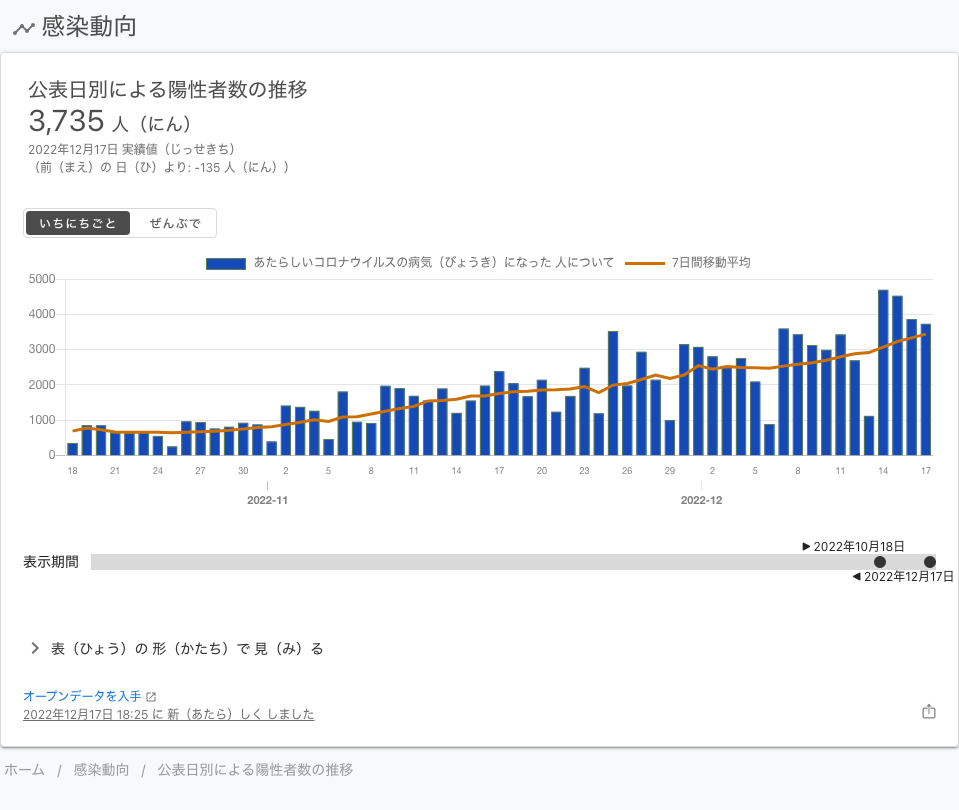 感染動向
公表日別による陽性者数の推移
3,735 人（にん）
2022年12月17日 実績値（じっせきち）
（前（まえ）の 日（ひ）より: -135 人（にん））
いちにちごと ぜんぶで
あたらしいコロナウイルスの病気（びょうき）になった 人について 7日間移動平均
5000
4000
3000
2000
1000
0
18 21 24 27 30 2 5 8 11 14 17 20 23 26 29 2 5 8 11 14 17
2022-11 2022-12
▶ 2022年10月18日
表示期間
◀ 2022年12月17日
表（ひょう）の 形（かたち）で 見（み）る
オープンデータを入手
2022年12月17日 18:25 に 新（あたら）しく しました
ホーム / 感染動向 / 公表日別による陽性者数の推移